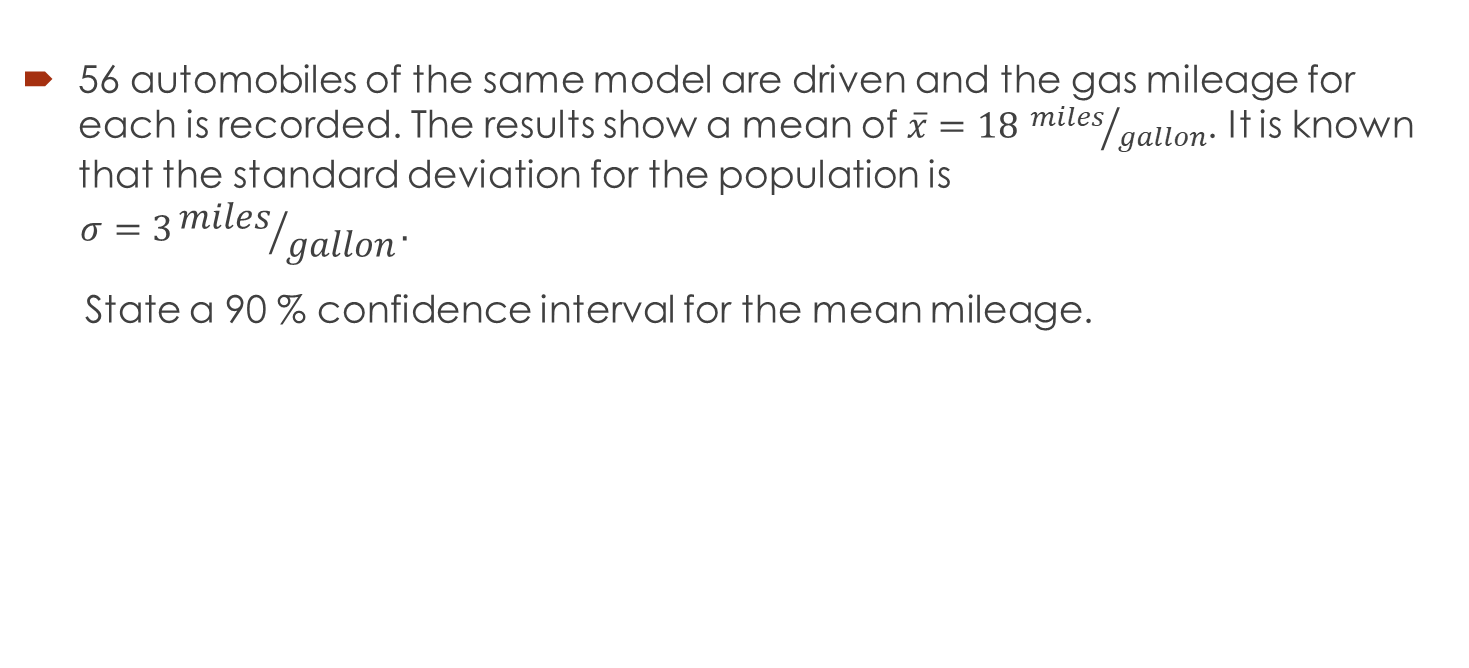 56 automobiles of the same model are driven and the gas mileage for
each is recorded. The results show a mean of x̄ = 18 miles/gallon. It is known
that the standard deviation for the population is
σ = 3 miles/gallon.
State a 90 % confidence interval for the mean mileage.